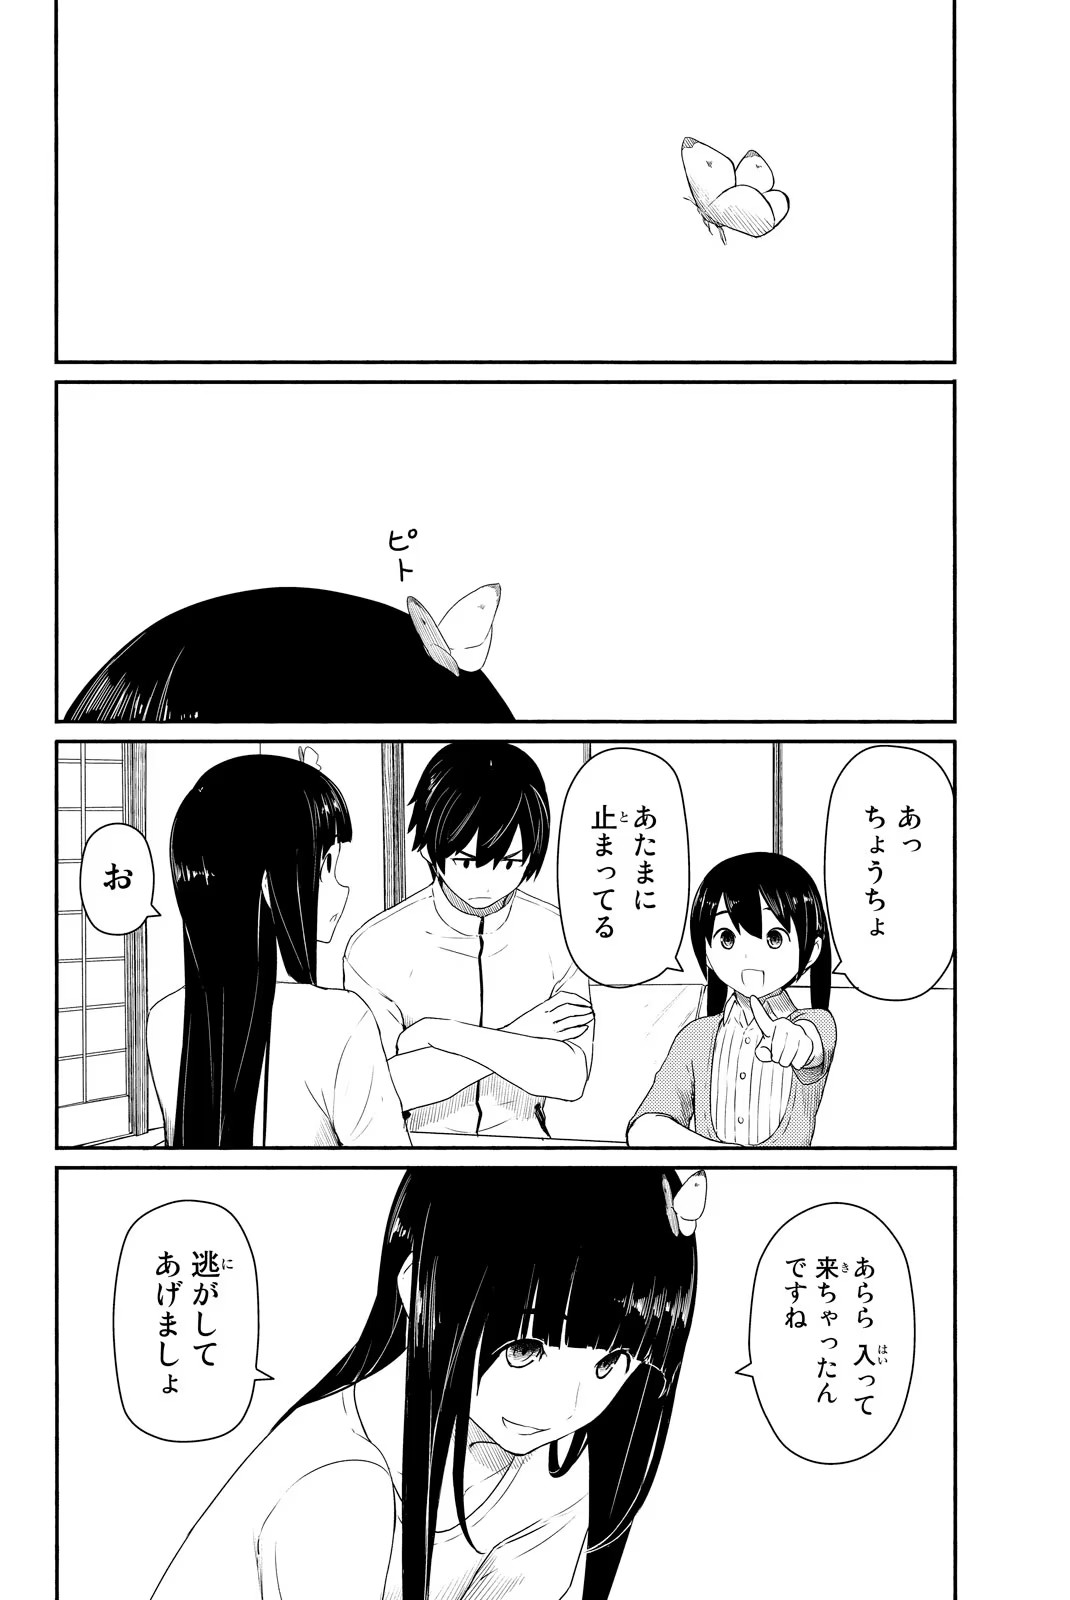 ピト
あっ
ちょうちょ
あたまに
止まってる
お
あらら 入って
来ちゃったん
ですね
逃がして
あげましょ